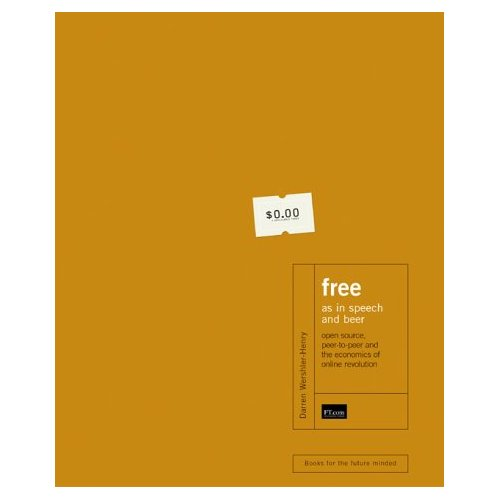 $0.00
free
as in speech
and beer
open source,
peer-to-peer and
the economics of
online revolution
Darren Wershler-Henry
FT.com
Books for the future minded